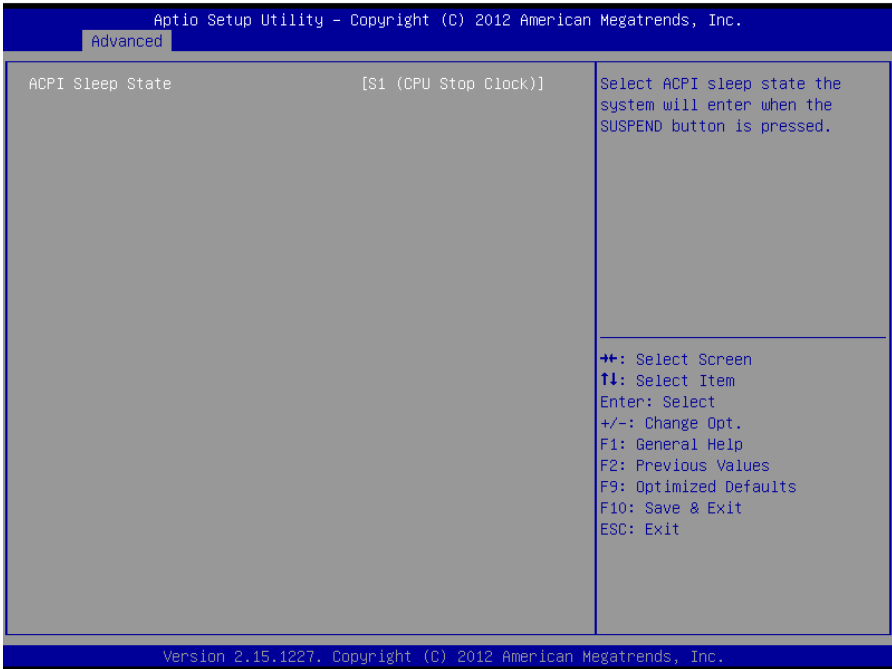 Aptio Setup Utility – Copyright (C) 2012 American Megatrends, Inc.
Advanced
ACPI Sleep State [S1 (CPU Stop Clock)]
Select ACPI sleep state the
system will enter when the
SUSPEND button is pressed.
→←: Select Screen
↑↓: Select Item
Enter: Select
+/-: Change Opt.
F1: General Help
F2: Previous Values
F9: Optimized Defaults
F10: Save & Exit
ESC: Exit
Version 2.15.1227. Copyright (C) 2012 American Megatrends, Inc.